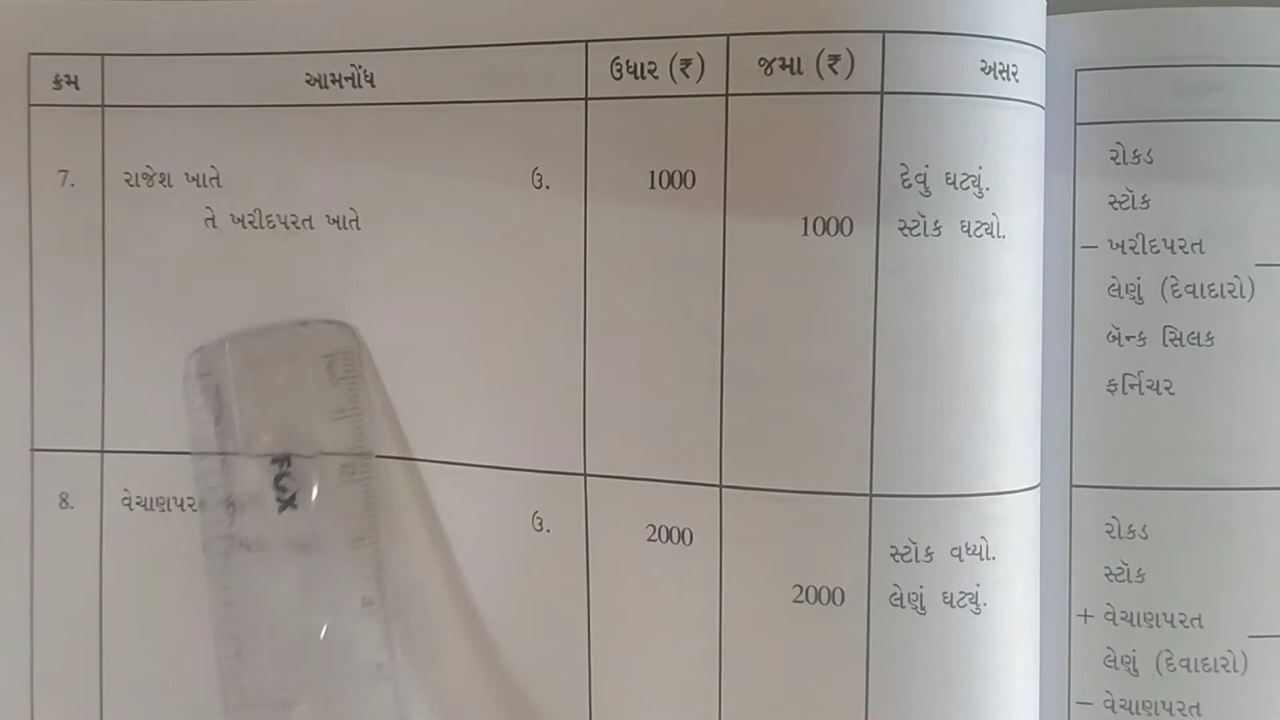 ક્રમ આમનોંધ ઉધાર (₹) જમા (₹) અસર
7. રાજેશ ખાતે ઉ. 1000 દેવું ઘટ્યું.
તે ખરીદપરત ખાતે 1000 સ્ટૉક ઘટ્યો.
8. ઉ. 2000 સ્ટૉક વધ્યો.
2000 લેણું ઘટ્યું.
રોકડ
સ્ટૉક
– ખરીદપરત
લેણું (દેવાદારો)
બૅન્ક સિલક
ફર્નિચર
રોકડ
સ્ટૉક
+ વેચાણપરત
લેણું (દેવાદારો)
– વેચાણપરત